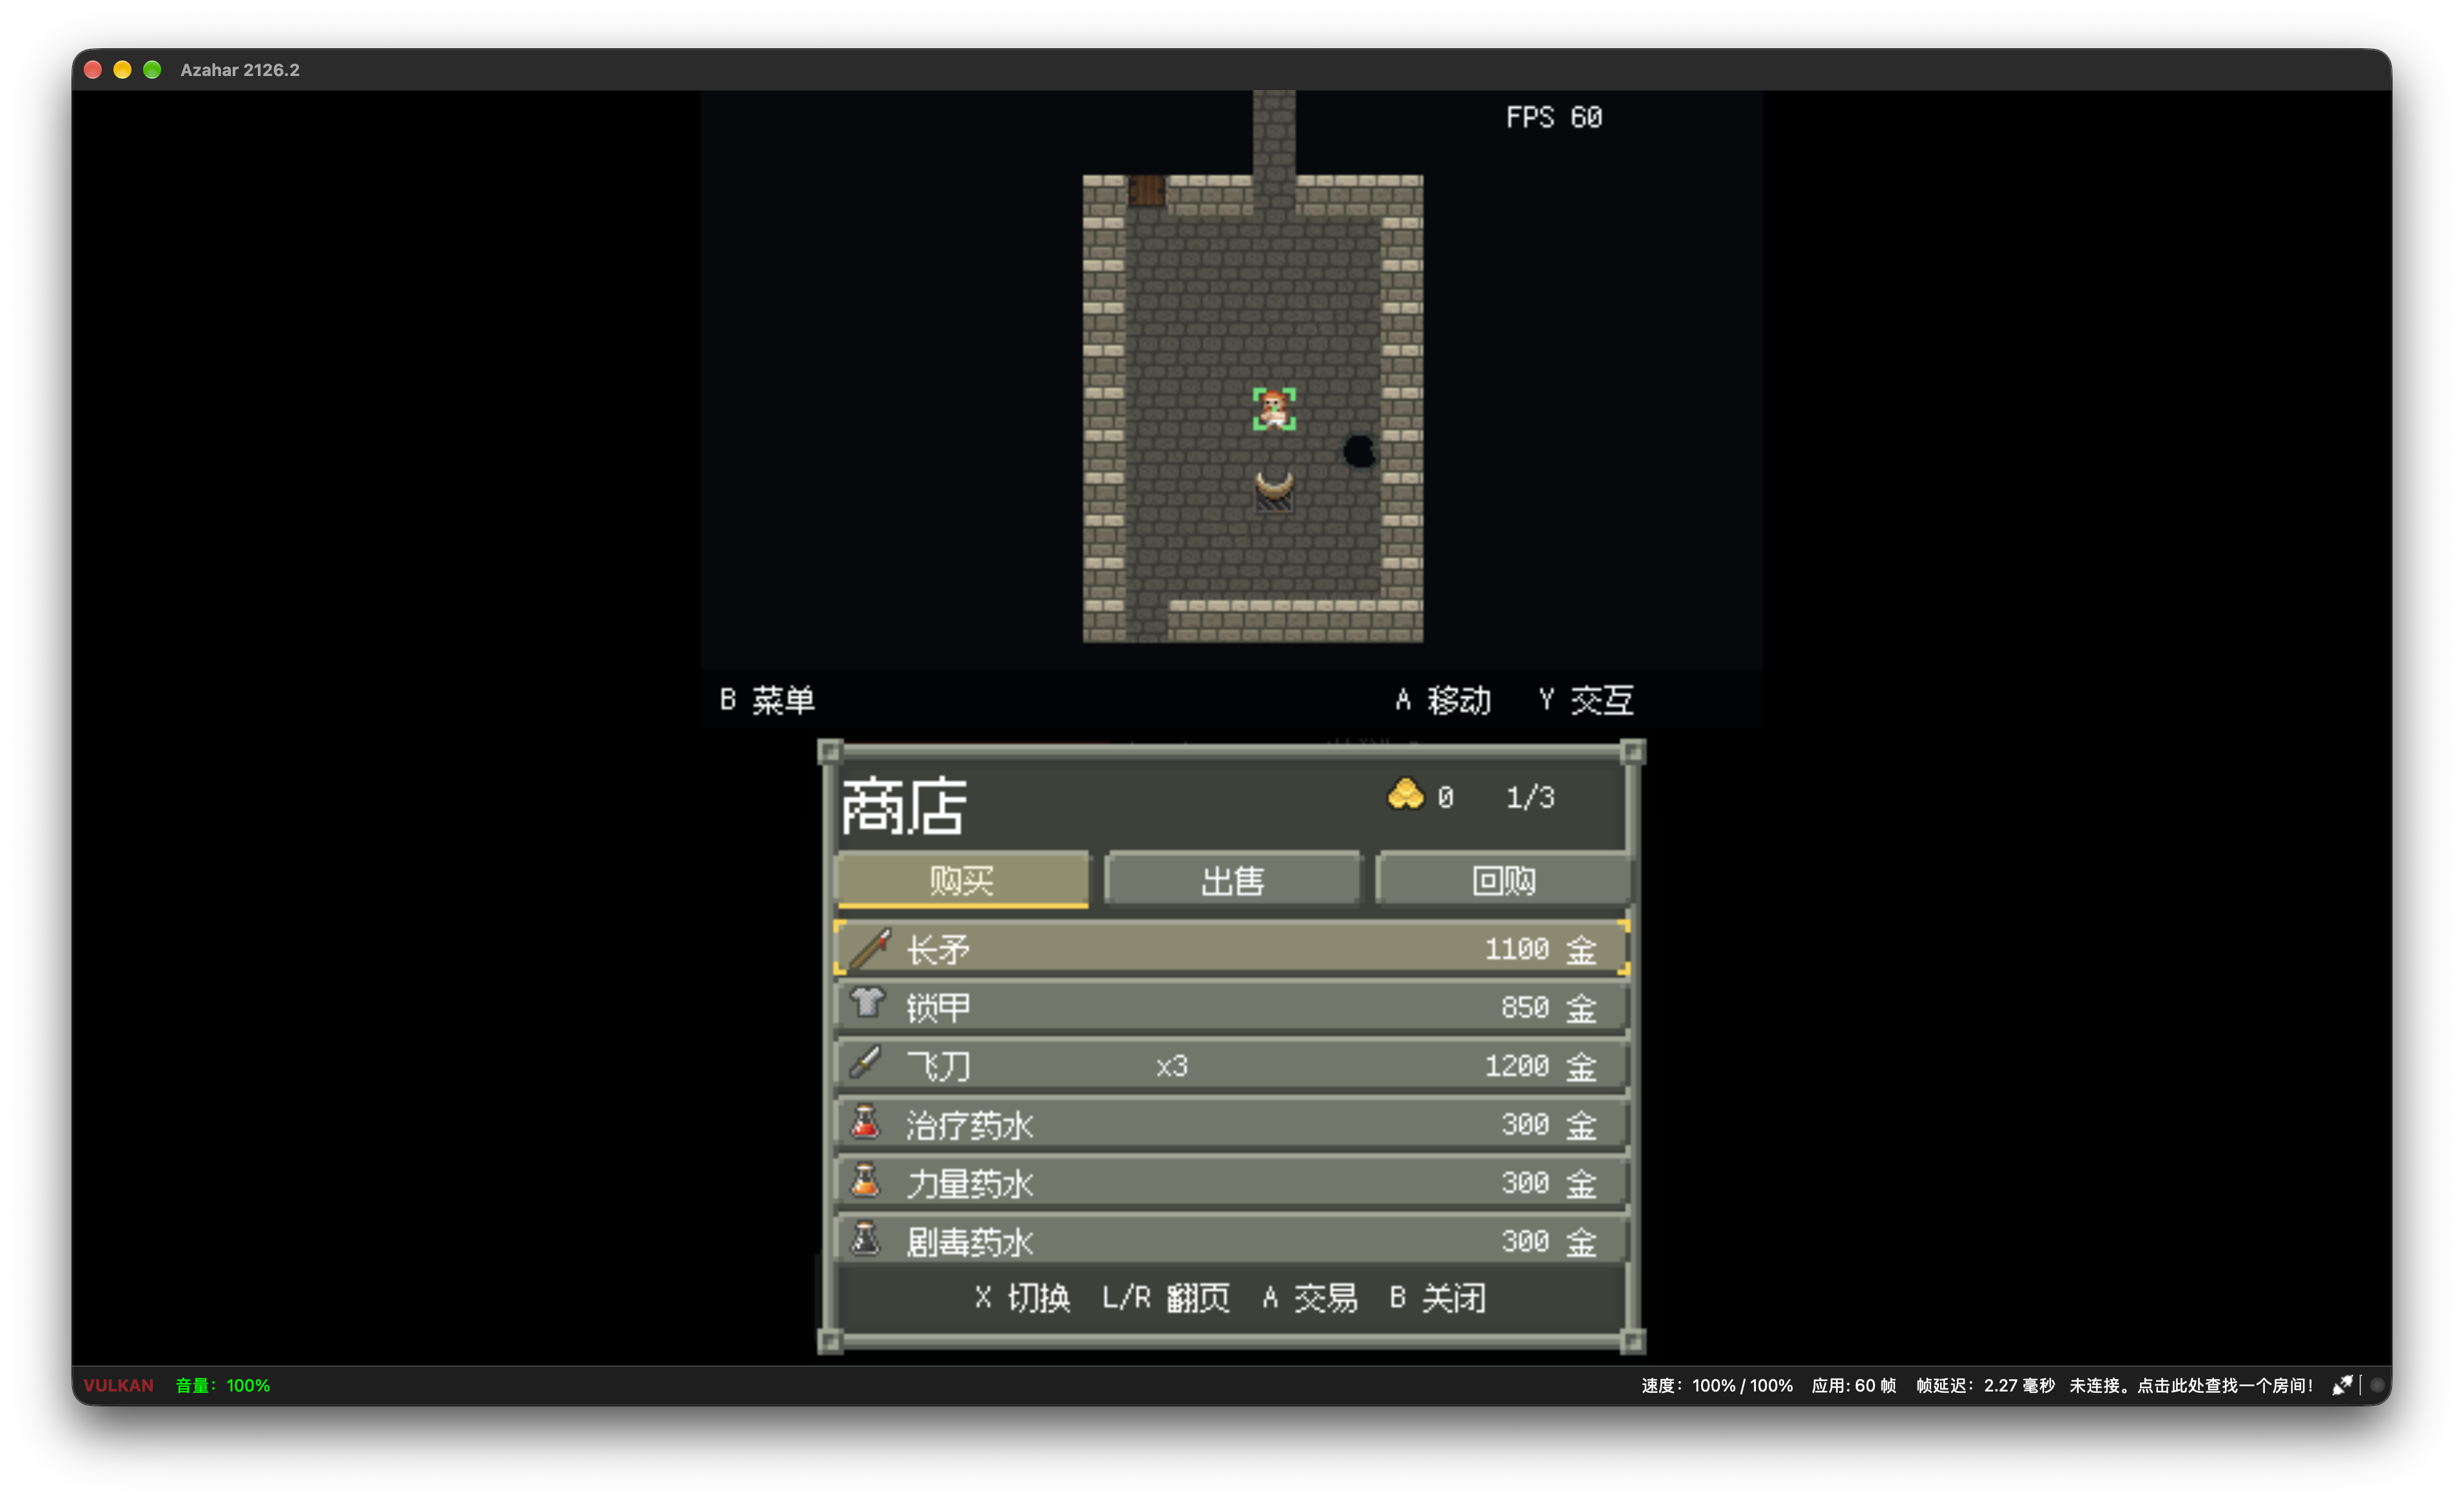 Azahar 2126.2
FPS 60
B 菜单 A 移动 Y 交互
商店 0 1/3
购买 出售 回购
长矛 1100 金
锁甲 850 金
飞刀 x3 1200 金
治疗药水 300 金
力量药水 300 金
剧毒药水 300 金
X 切换 L/R 翻页 A 交易 B 关闭
VULKAN 音量：100% 速度：100% / 100% 应用: 60 帧 帧延迟：2.27 毫秒 未连接。点击此处查找一个房间！